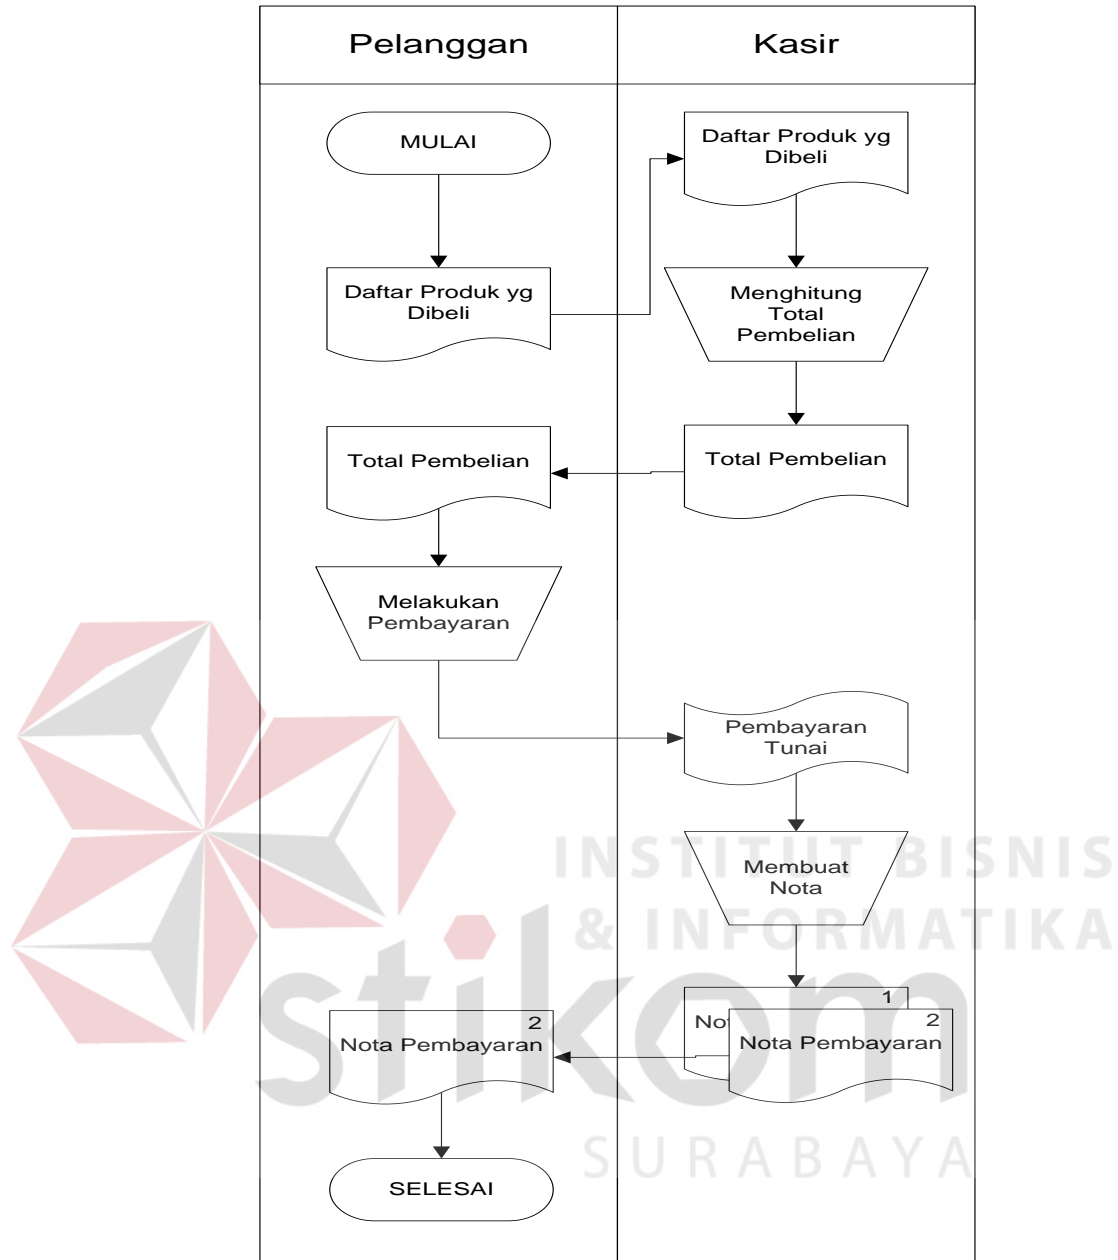 Pelanggan
Kasir
MULAI
Daftar Produk yg
Dibeli
Daftar Produk yg
Dibeli
Menghitung
Total
Pembelian
Total Pembelian
Total Pembelian
Melakukan
Pembayaran
Pembayaran
Tunai
Membuat
Nota
1
2
Nota Pembayaran
2
Nota Pembayaran
SELESAI
INSTITUT BISNIS
& INFORMATIKA
stikom
SURABAYA